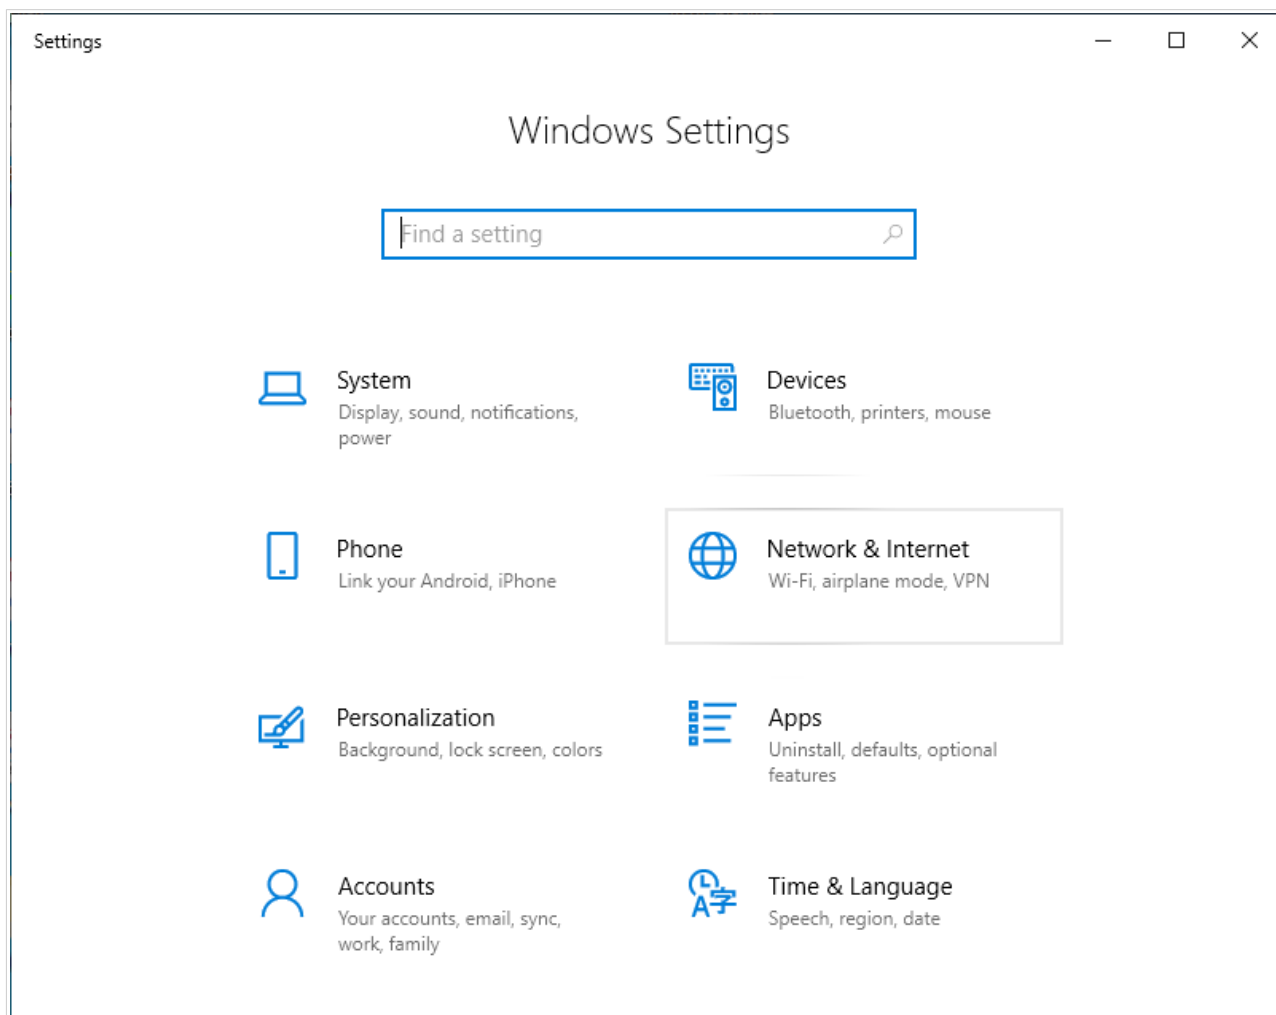 Settings
Windows Settings
Find a setting
System
Display, sound, notifications,
power
Devices
Bluetooth, printers, mouse
Phone
Link your Android, iPhone
Network & Internet
Wi-Fi, airplane mode, VPN
Personalization
Background, lock screen, colors
Apps
Uninstall, defaults, optional
features
Accounts
Your accounts, email, sync,
work, family
Time & Language
Speech, region, date